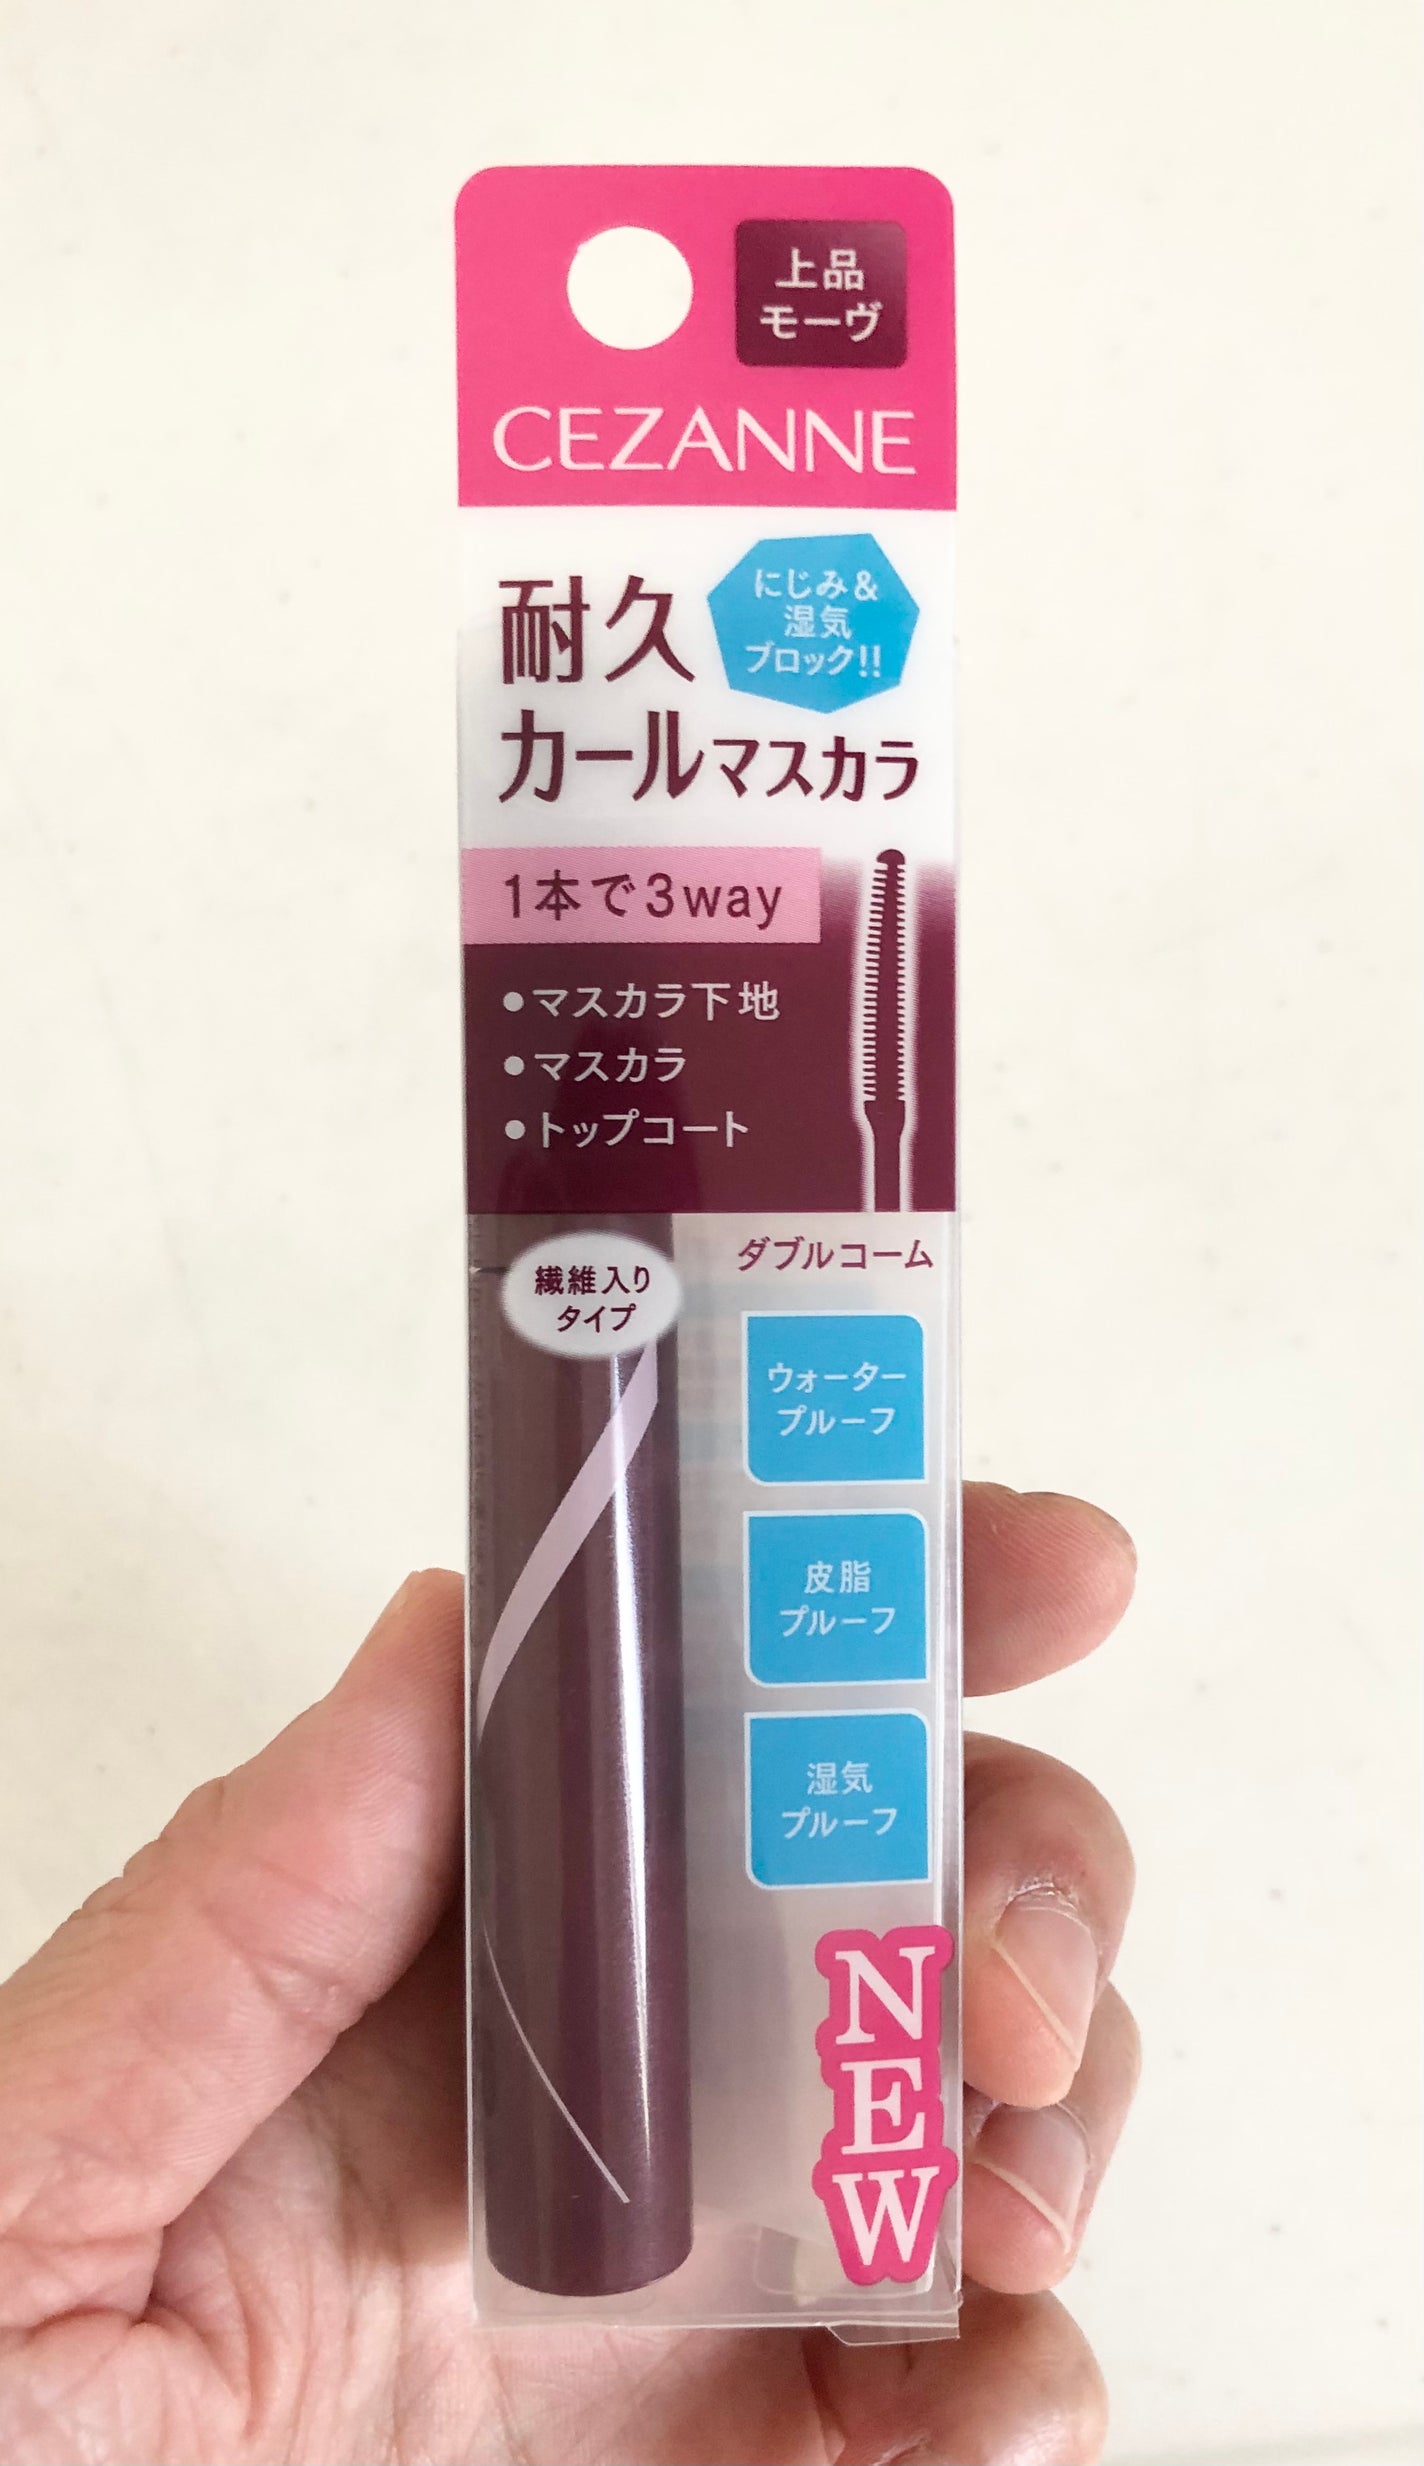 上品
モーヴ
CEZANNE
耐久
カールマスカラ
にじみ&
湿気
ブロック!!
1本で3way
●マスカラ下地
●マスカラ
●トップコート
ダブルコーム
繊維入り
タイプ
ウォーター
プルーフ
皮脂
プルーフ
湿気
プルーフ
NEW